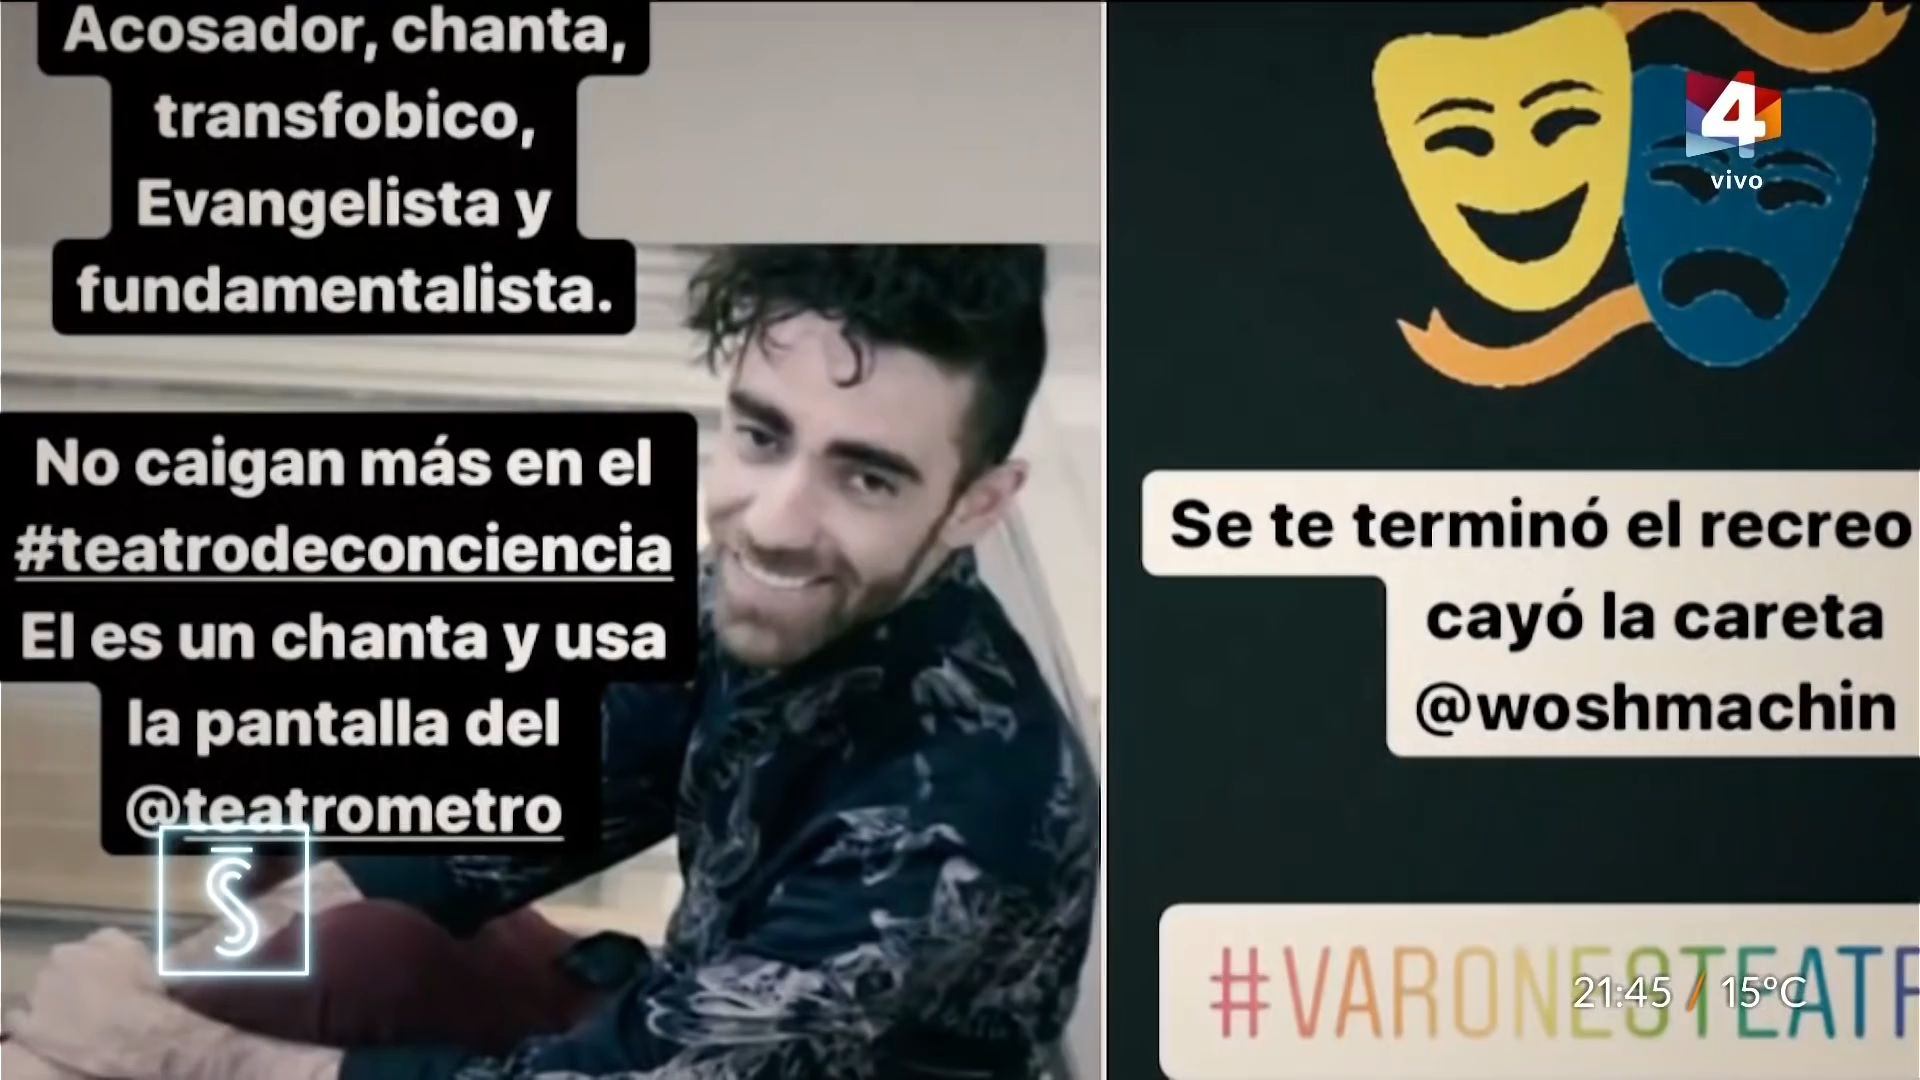 Acosador, chanta,
transfobico,
Evangelista y
fundamentalista.
No caigan más en el
#teatrodeconciencia
El es un chanta y usa
la pantalla del
@teatrometro
S
4
vivo
Se te terminó el recreo
cayó la careta
@woshmachin
#VARONESTEATR
21:45 / 15°C